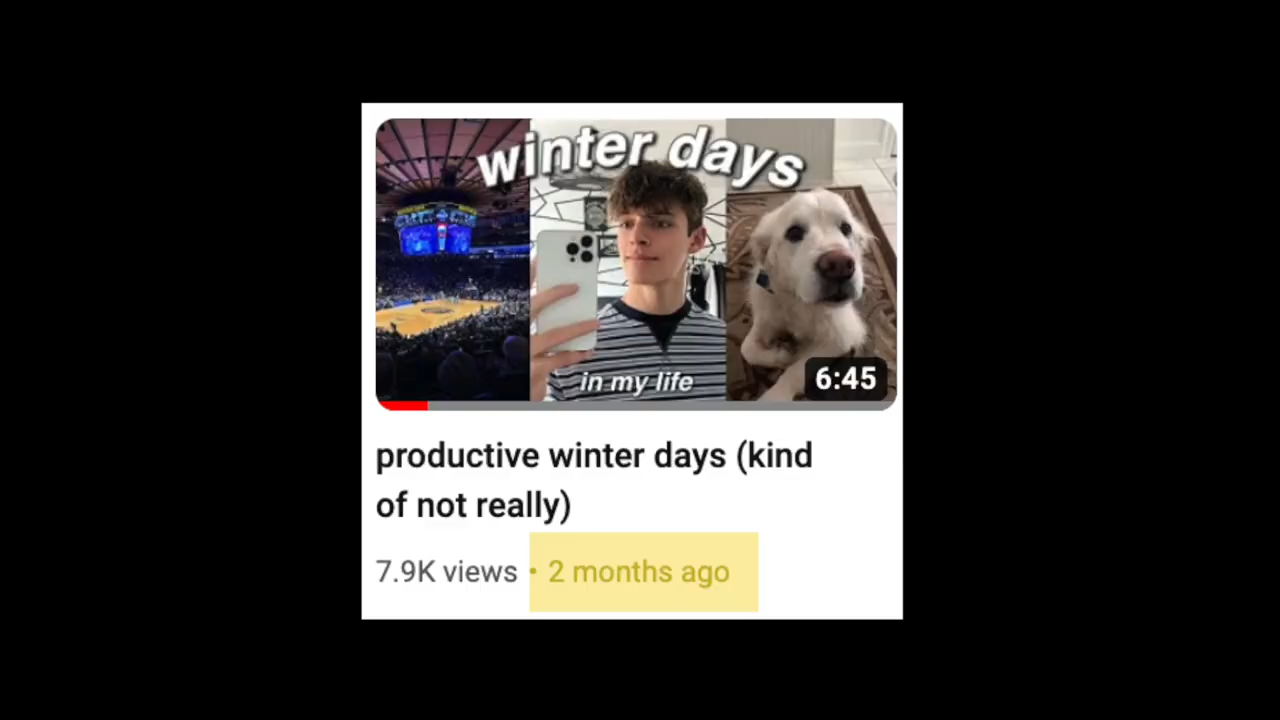 winter days
in my life
6:45
productive winter days (kind
of not really)
7.9K views • 2 months ago